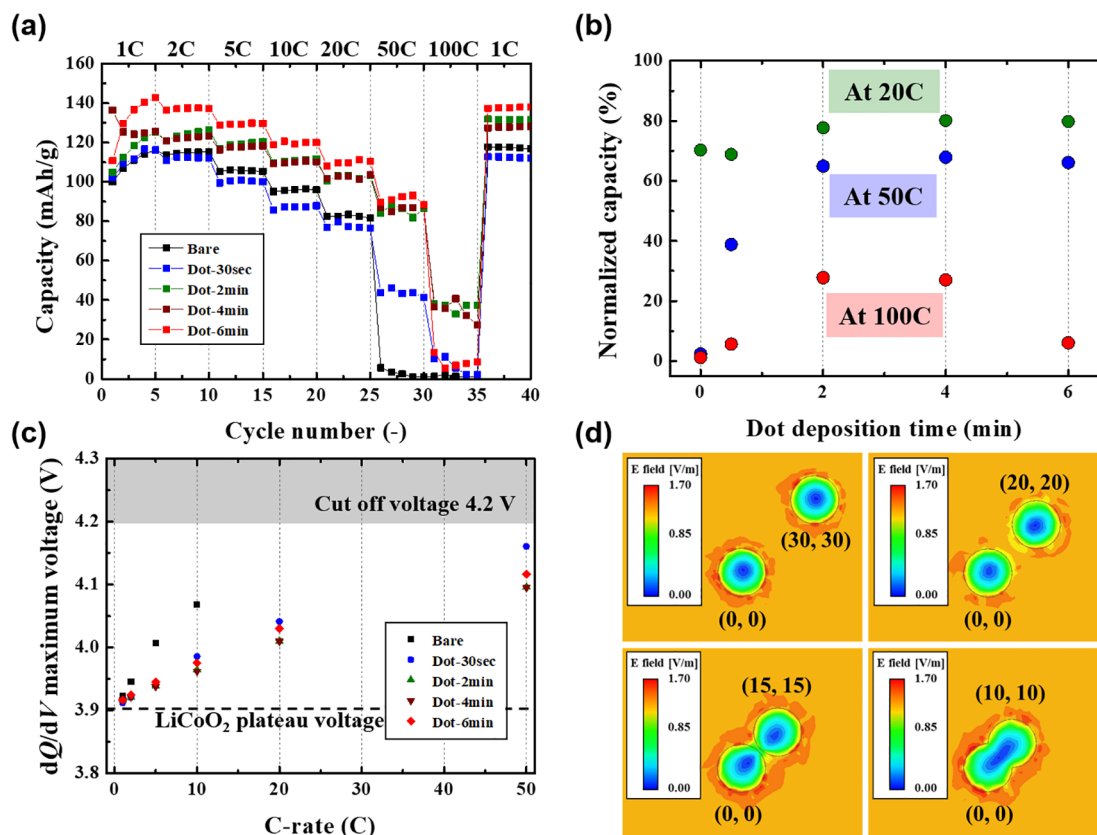 (a)
1C 2C 5C 10C 20C 50C 100C 1C
160
140
120
100
80
60
40
20
0
Capacity (mAh/g)
Bare
Dot-30sec
Dot-2min
Dot-4min
Dot-6min
0 5 10 15 20 25 30 35 40
Cycle number (-)
(b)
100
80
60
40
20
0
Normalized capacity (%)
At 20C
At 50C
At 100C
0 2 4 6
Dot deposition time (min)
(c)
4.3
4.2
4.1
4.0
3.9
3.8
dQ/dV maximum voltage (V)
Cut off voltage 4.2 V
Bare
Dot-30sec
Dot-2min
Dot-4min
Dot-6min
LiCoO2 plateau voltage
0 10 20 30 40 50
C-rate (C)
(d)
E field [V/m]
1.70
0.85
0.00
(30, 30)
(0, 0)
E field [V/m]
1.70
0.85
0.00
(20, 20)
(0, 0)
E field [V/m]
1.70
0.85
0.00
(15, 15)
(0, 0)
E field [V/m]
1.70
0.85
0.00
(10, 10)
(0, 0)